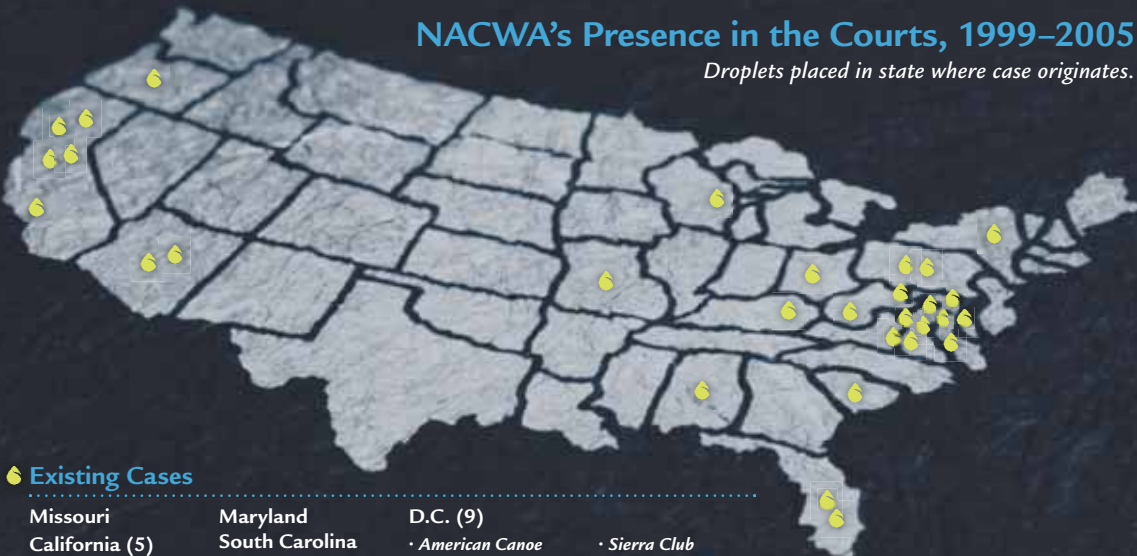 NACWA's Presence in the Courts, 1999–2005
Droplets placed in state where case originates.
Existing Cases
Missouri
California (5)
Maryland
South Carolina
D.C. (9)
· American Canoe
· Sierra Club